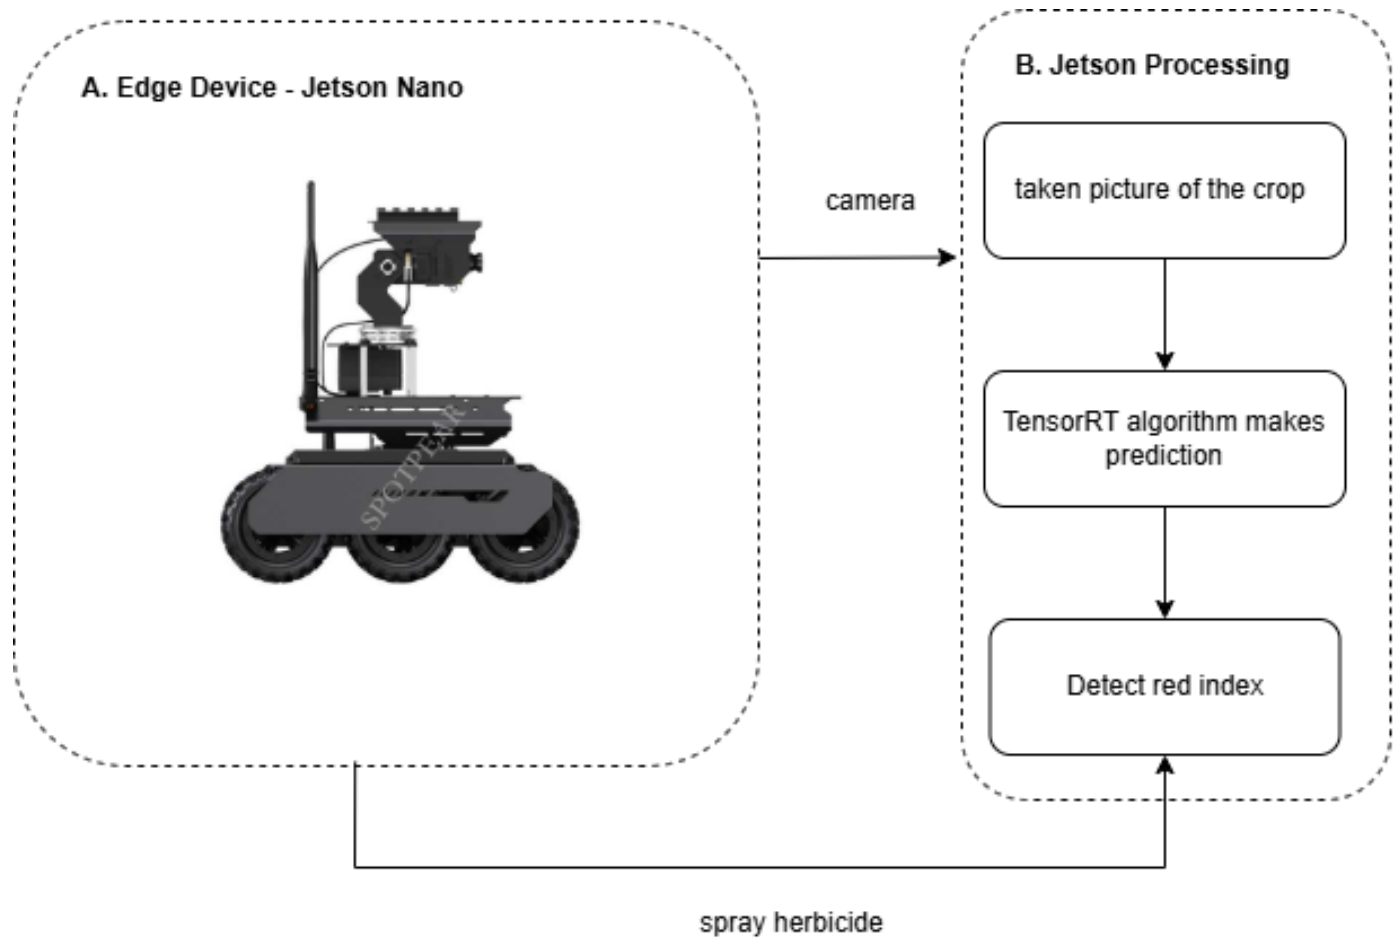 A. Edge Device - Jetson Nano
B. Jetson Processing
camera
taken picture of the crop
TensorRT algorithm makes
prediction
Detect red index
SPOTPEAR
spray herbicide